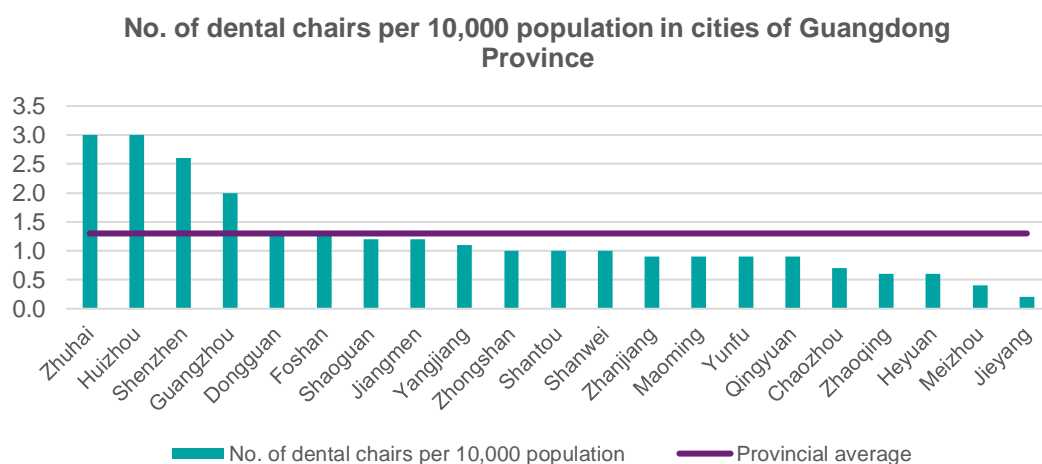 No. of dental chairs per 10,000 population in cities of Guangdong
Province
3.5
3.0
2.5
2.0
1.5
1.0
0.5
0.0
Zhuhai
Huizhou
Shenzhen
Guangzhou
Dongguan
Foshan
Shaoguan
Jiangmen
Yangjiang
Zhongshan
Shantou
Shanwei
Zhanjiang
Maoming
Yunfu
Qingyuan
Chaozhou
Zhaoqing
Heyuan
Meizhou
Jieyang
No. of dental chairs per 10,000 population
Provincial average